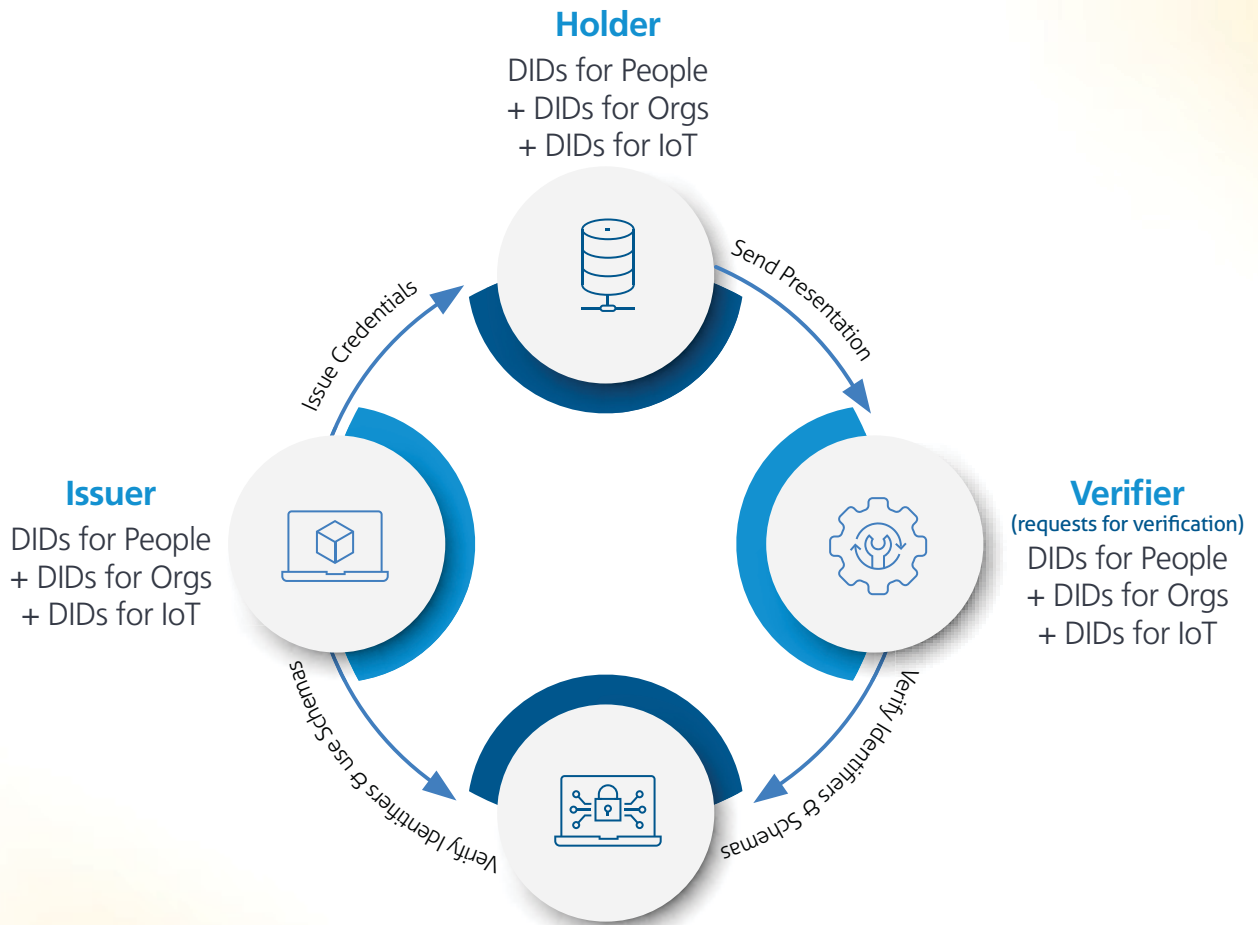 Holder
DIDs for People
+ DIDs for Orgs
+ DIDs for IoT
Issue Credentials
Send Presentation
Issuer
DIDs for People
+ DIDs for Orgs
+ DIDs for IoT
Verifier
(requests for verification)
DIDs for People
+ DIDs for Orgs
+ DIDs for IoT
Verify Identifiers & use Schemas
Verify Identifiers & Schemas